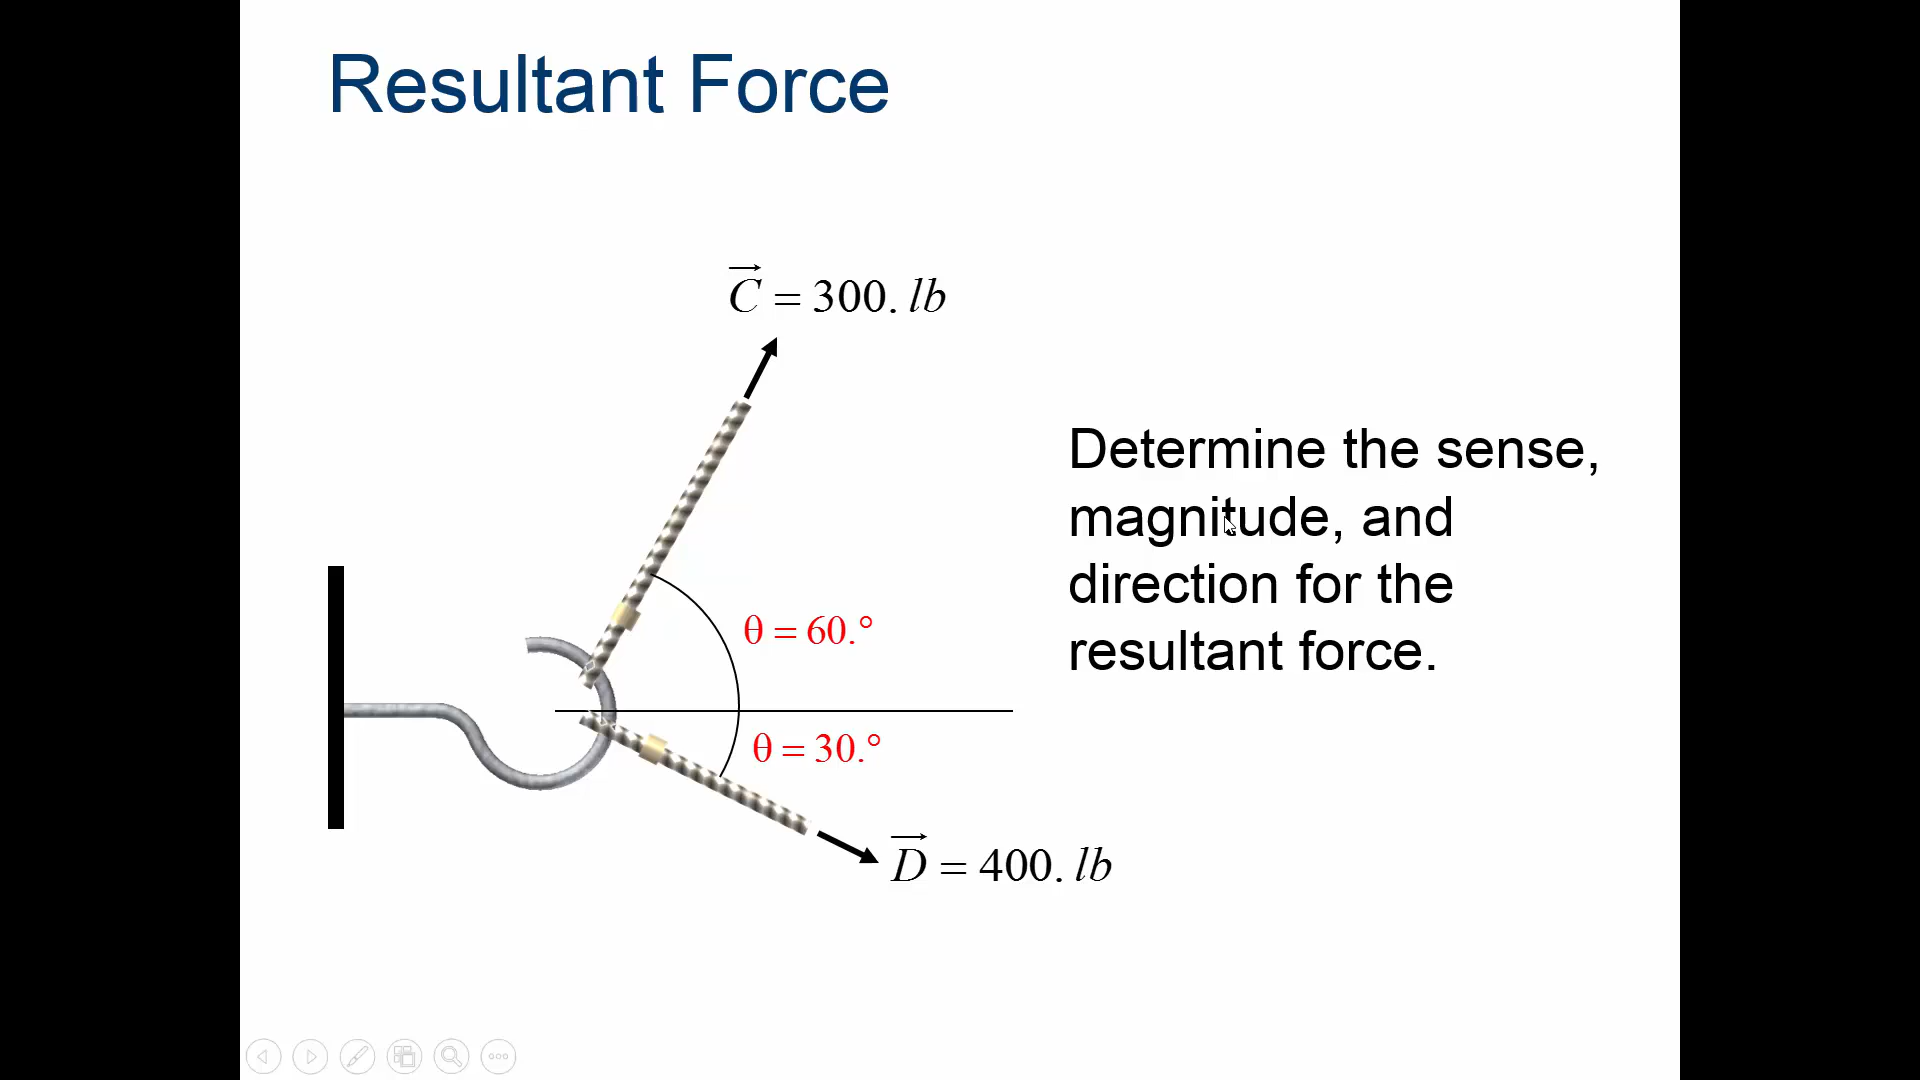 Resultant Force
C = 300. lb
Determine the sense,
magnitude, and
direction for the
resultant force.
θ = 60.°
θ = 30.°
D = 400. lb